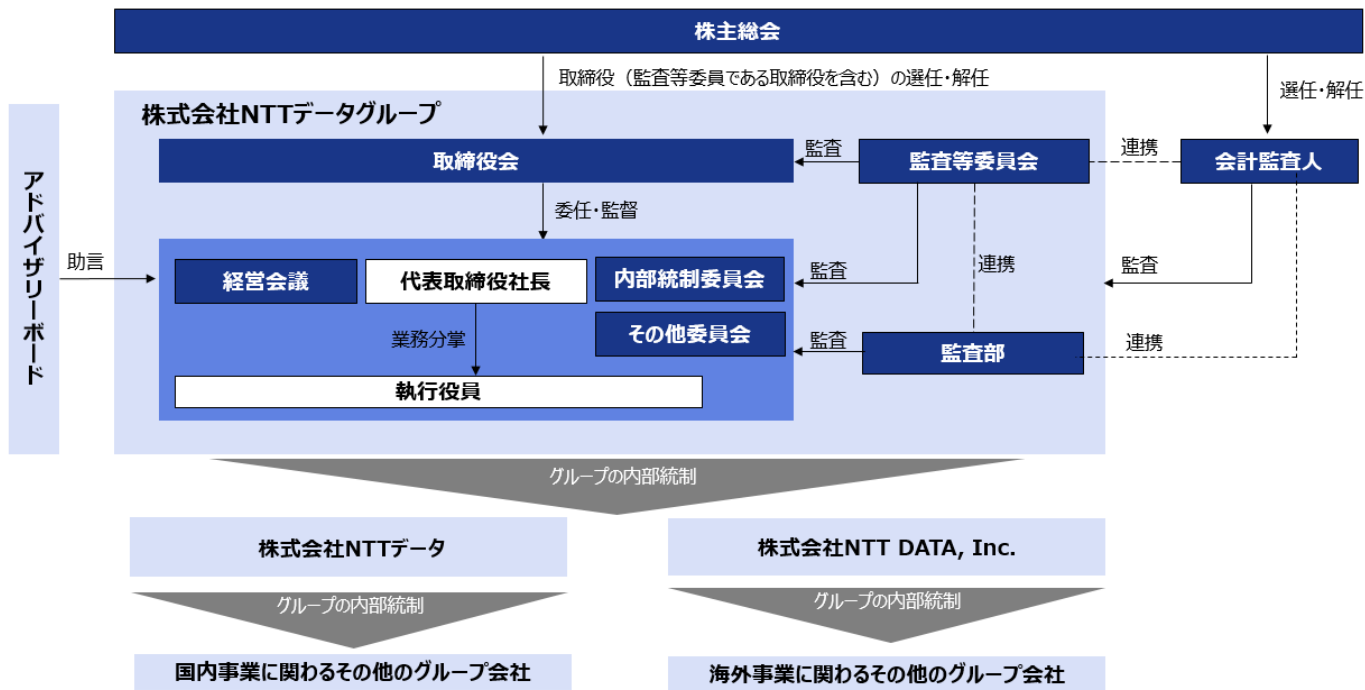 株主総会
取締役（監査等委員である取締役を含む）の選任・解任
選任・解任
株式会社NTTデータグループ
取締役会
監査
監査等委員会
連携
会計監査人
アドバイザリーボード
助言
委任・監督
経営会議
代表取締役社長
内部統制委員会
監査
連携
監査
業務分掌
その他委員会
監査
監査部
連携
執行役員
グループの内部統制
株式会社NTTデータ
株式会社NTT DATA, Inc.
グループの内部統制
グループの内部統制
国内事業に関わるその他のグループ会社
海外事業に関わるその他のグループ会社